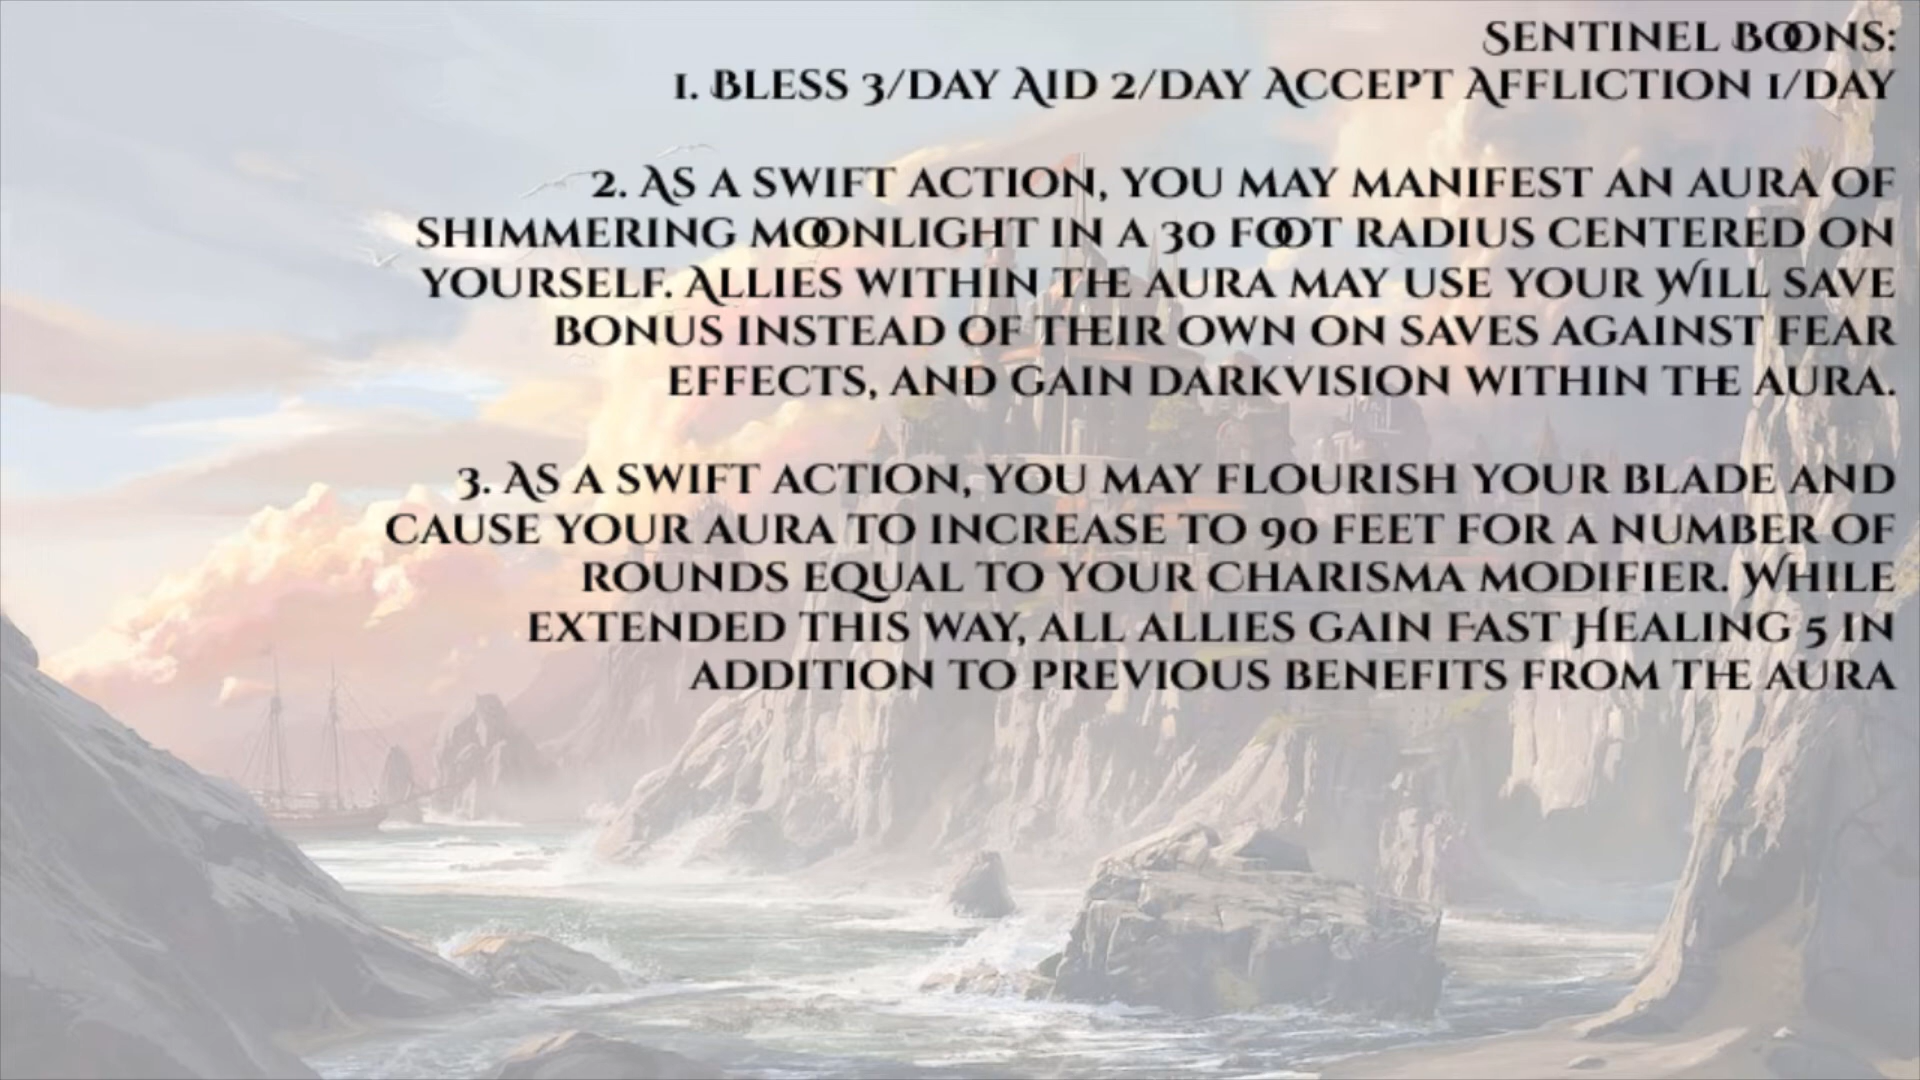 Sentinel Boons:
1. Bless 3/day Aid 2/day Accept Affliction 1/day
2. As a swift action, you may manifest an aura of
shimmering moonlight in a 30 foot radius centered on
yourself. Allies within the aura may use your Will save
bonus instead of their own on saves against fear
effects, and gain darkvision within the aura.
3. As a swift action, you may flourish your blade and
cause your aura to increase to 90 feet for a number of
rounds equal to your Charisma modifier. While
extended this way, all allies gain Fast Healing 5 in
addition to previous benefits from the aura